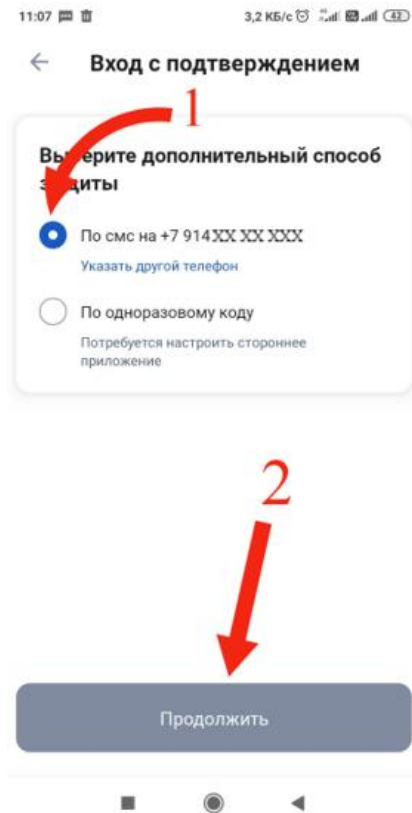 11:07 3,2 КБ/с 42
Вход с подтверждением
1
Выберите дополнительный способ
защиты
По смс на +7 914XX XX XXX
Указать другой телефон
По одноразовому коду
Потребуется настроить стороннее
приложение
2
Продолжить